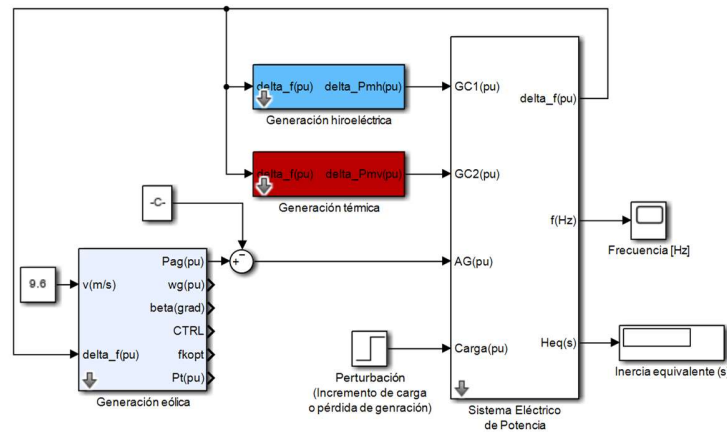 delta_f(pu) delta_Pmh(pu)
Generación hiroeléctrica
delta_f(pu) delta_Pmv(pu)
Generación térmica
-C-
9.6
v(m/s)
delta_f(pu)
Pag(pu)
wg(pu)
beta(grad)
CTRL
fkopt
Pt(pu)
Generación eólica
Perturbación
(Incremento de carga
o pérdida de genración)
GC1(pu)
GC2(pu)
AG(pu)
Carga(pu)
delta_f(pu)
f(Hz)
Heq(s)
Sistema Eléctrico
de Potencia
Frecuencia [Hz]
Inercia equivalente (s